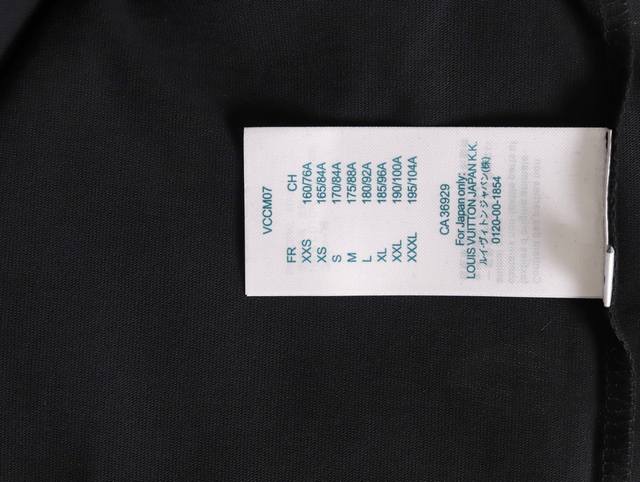 VCCM07
FR CH
XXS 160/76A
XS 165/84A
S 170/84A
M 175/88A
L 180/92A
XL 185/96A
XXL 190/100A
XXXL 195/104A
CA 36929
For Japan only:
LOUIS VUITTON JAPAN K.K.
ルイ・ヴィトン ジャパン(株)
0120-00-1854